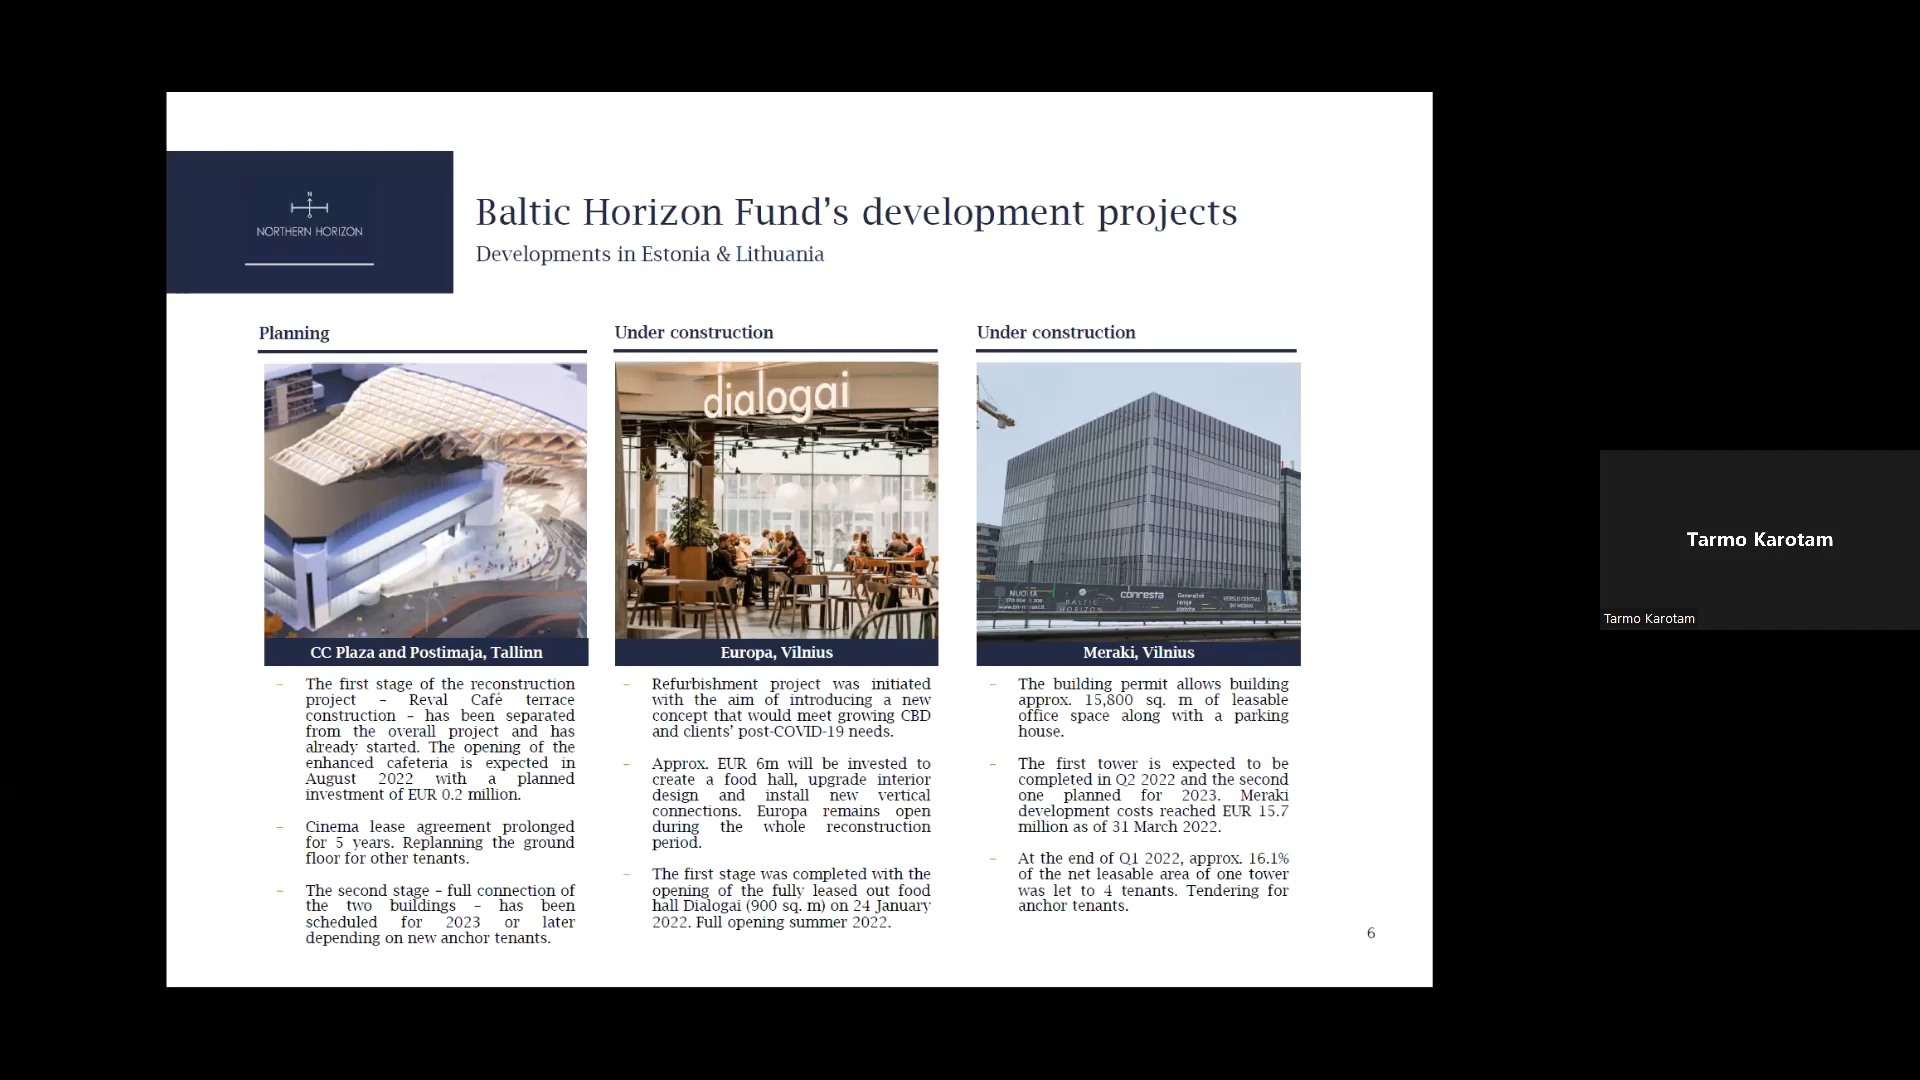 N
NORTHERN HORIZON
Baltic Horizon Fund’s development projects
Developments in Estonia & Lithuania
Planning
CC Plaza and Postimaja, Tallinn
– The first stage of the reconstruction
project – Reval Café terrace
construction – has been separated
from the overall project and has
already started. The opening of the
enhanced cafeteria is expected in
August 2022 with a planned
investment of EUR 0.2 million.
– Cinema lease agreement prolonged
for 5 years. Replanning the ground
floor for other tenants.
– The second stage – full connection of
the two buildings – has been
scheduled for 2023 or later
depending on new anchor tenants.
Under construction
dialogai
Europa, Vilnius
– Refurbishment project was initiated
with the aim of introducing a new
concept that would meet growing CBD
and clients’ post-COVID-19 needs.
– Approx. EUR 6m will be invested to
create a food hall, upgrade interior
design and install new vertical
connections. Europa remains open
during the whole reconstruction
period.
– The first stage was completed with the
opening of the fully leased out food
hall Dialogai (900 sq. m) on 24 January
2022. Full opening summer 2022.
Under construction
NUOMA
BALTIC
HORIZON
conresta
Meraki, Vilnius
– The building permit allows building
approx. 15,800 sq. m of leasable
office space along with a parking
house.
– The first tower is expected to be
completed in Q2 2022 and the second
one planned for 2023. Meraki
development costs reached EUR 15.7
million as of 31 March 2022.
– At the end of Q1 2022, approx. 16.1%
of the net leasable area of one tower
was let to 4 tenants. Tendering for
anchor tenants.
6
Tarmo Karotam
Tarmo Karotam